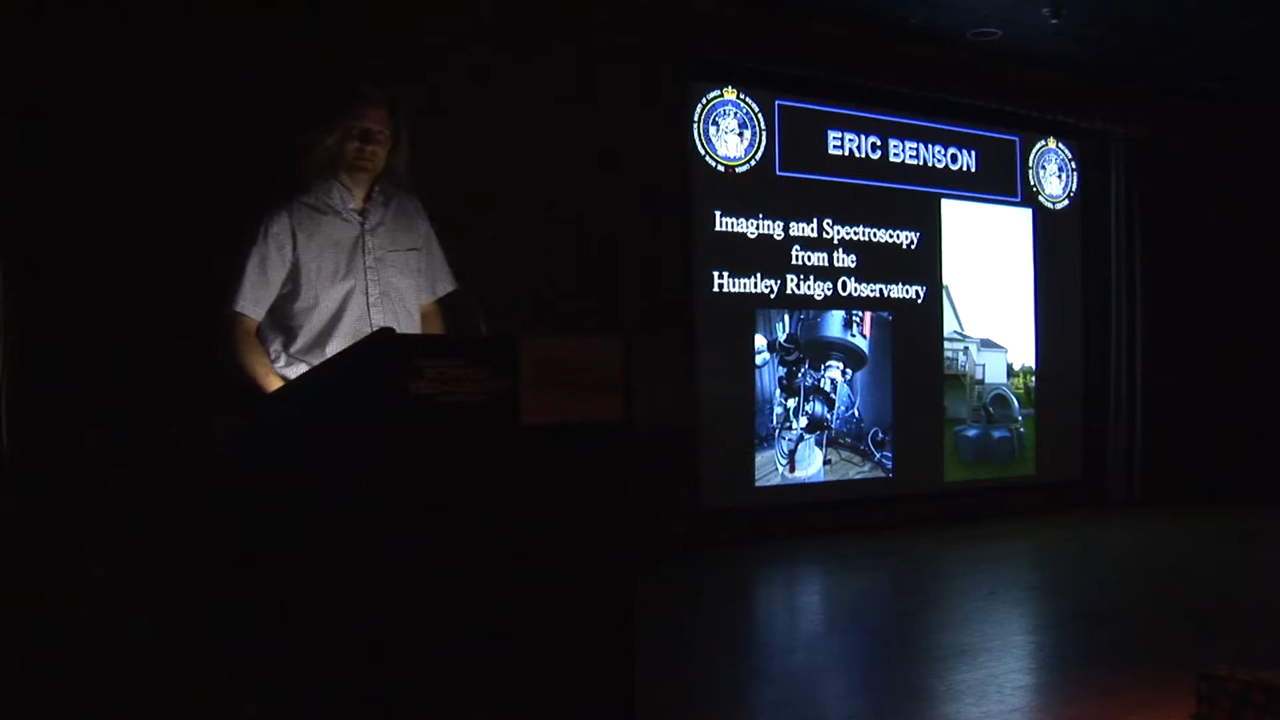 ERIC BENSON
Imaging and Spectroscopy
from the
Huntley Ridge Observatory